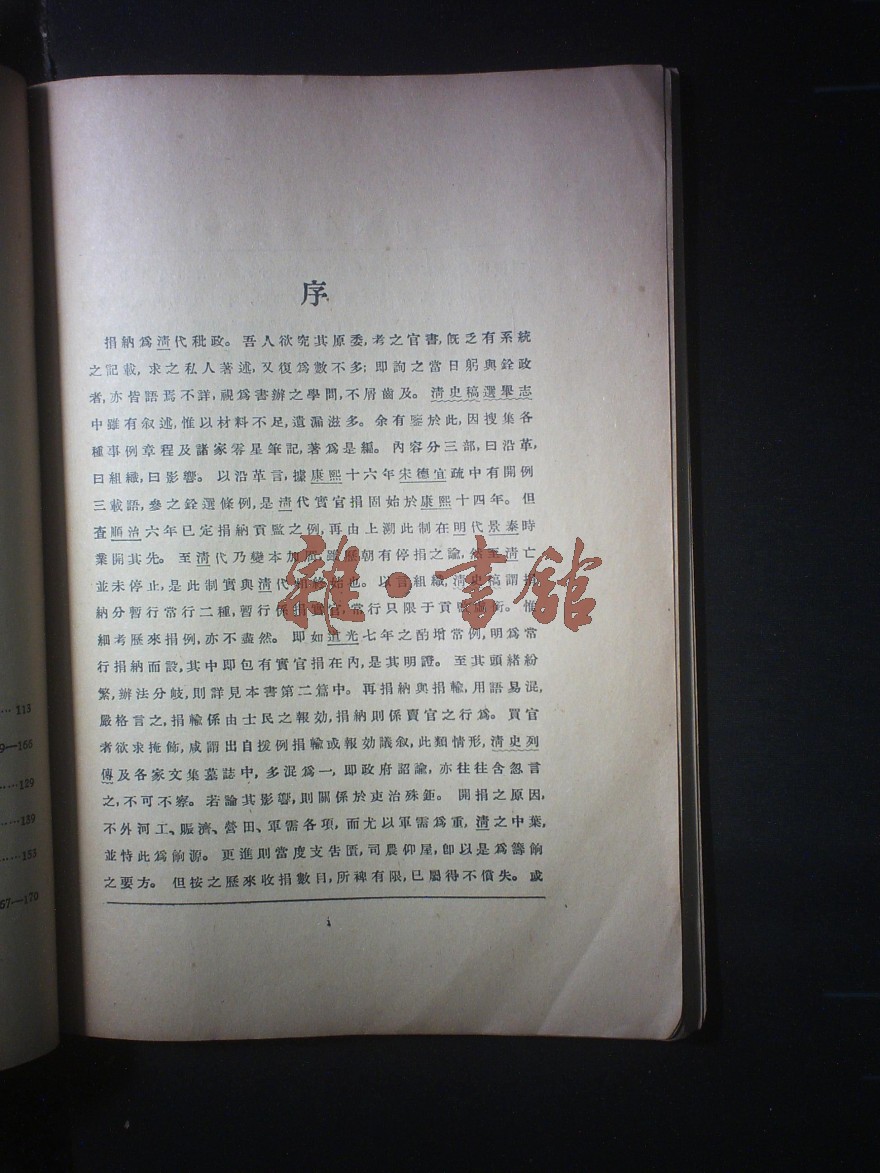 序
捐納爲清代秕政。吾人欲究其原委,考之官書,旣乏有系統
之記載,求之私人著述,又復爲數不多;即詢之當日躬與銓政
者,亦皆語焉不詳,視爲書辦之學問,不屑齒及。清史稿選舉志
中雖有叙述,惟以材料不足,遺漏滋多。余有鑒於此,因搜集各
種事例章程及諸家零星筆記,著爲是編。內容分三部,曰沿革,
曰組織,曰影響。以沿革言,據康熙十六年宋德宜疏中有開例
三載語,參之銓選條例,是清代實官捐固始於康熙十四年。但
查順治六年已定捐納貢監之例,再由上溯此制在明代景泰時
業開其先。至清代乃變本加厲,雖歷朝有停捐之諭,然至清亡
並未停止,是此制實與清代相終始也。以言組織,清史稿謂捐
納分暫行常行二種,暫行係捐實官,常行只限于貢監銜。惟
細考歷來捐例,亦不盡然。即如道光七年之酌增常例,明爲常
行捐納而設,其中即包有實官捐在內,是其明證。至其頭緒紛
繁,辦法分歧,則詳見本書第二篇中。再捐納與捐輸,用語易混,
嚴格言之,捐輸係由士民之報効,捐納則係賣官之行爲。買官
者欲求掩飾,咸謂出自援例捐輸或報効議叙,此類情形,清史列
傳及各家文集墓誌中,多混爲一,即政府詔諭,亦往往含忽言
之,不可不察。若論其影響,則關係於吏治殊鉅。開捐之原因,
不外河工、賑濟、營田、軍需各項,而尤以軍需爲重,清之中葉,
並恃此爲餉源。更進則當度支告匱,司農仰屋,即以是爲籌餉
之要方。但按之歷來收捐數目,所裨有限,已屬得不償失。或
i
113
9—166
129
139
153
67—170
雜·書館